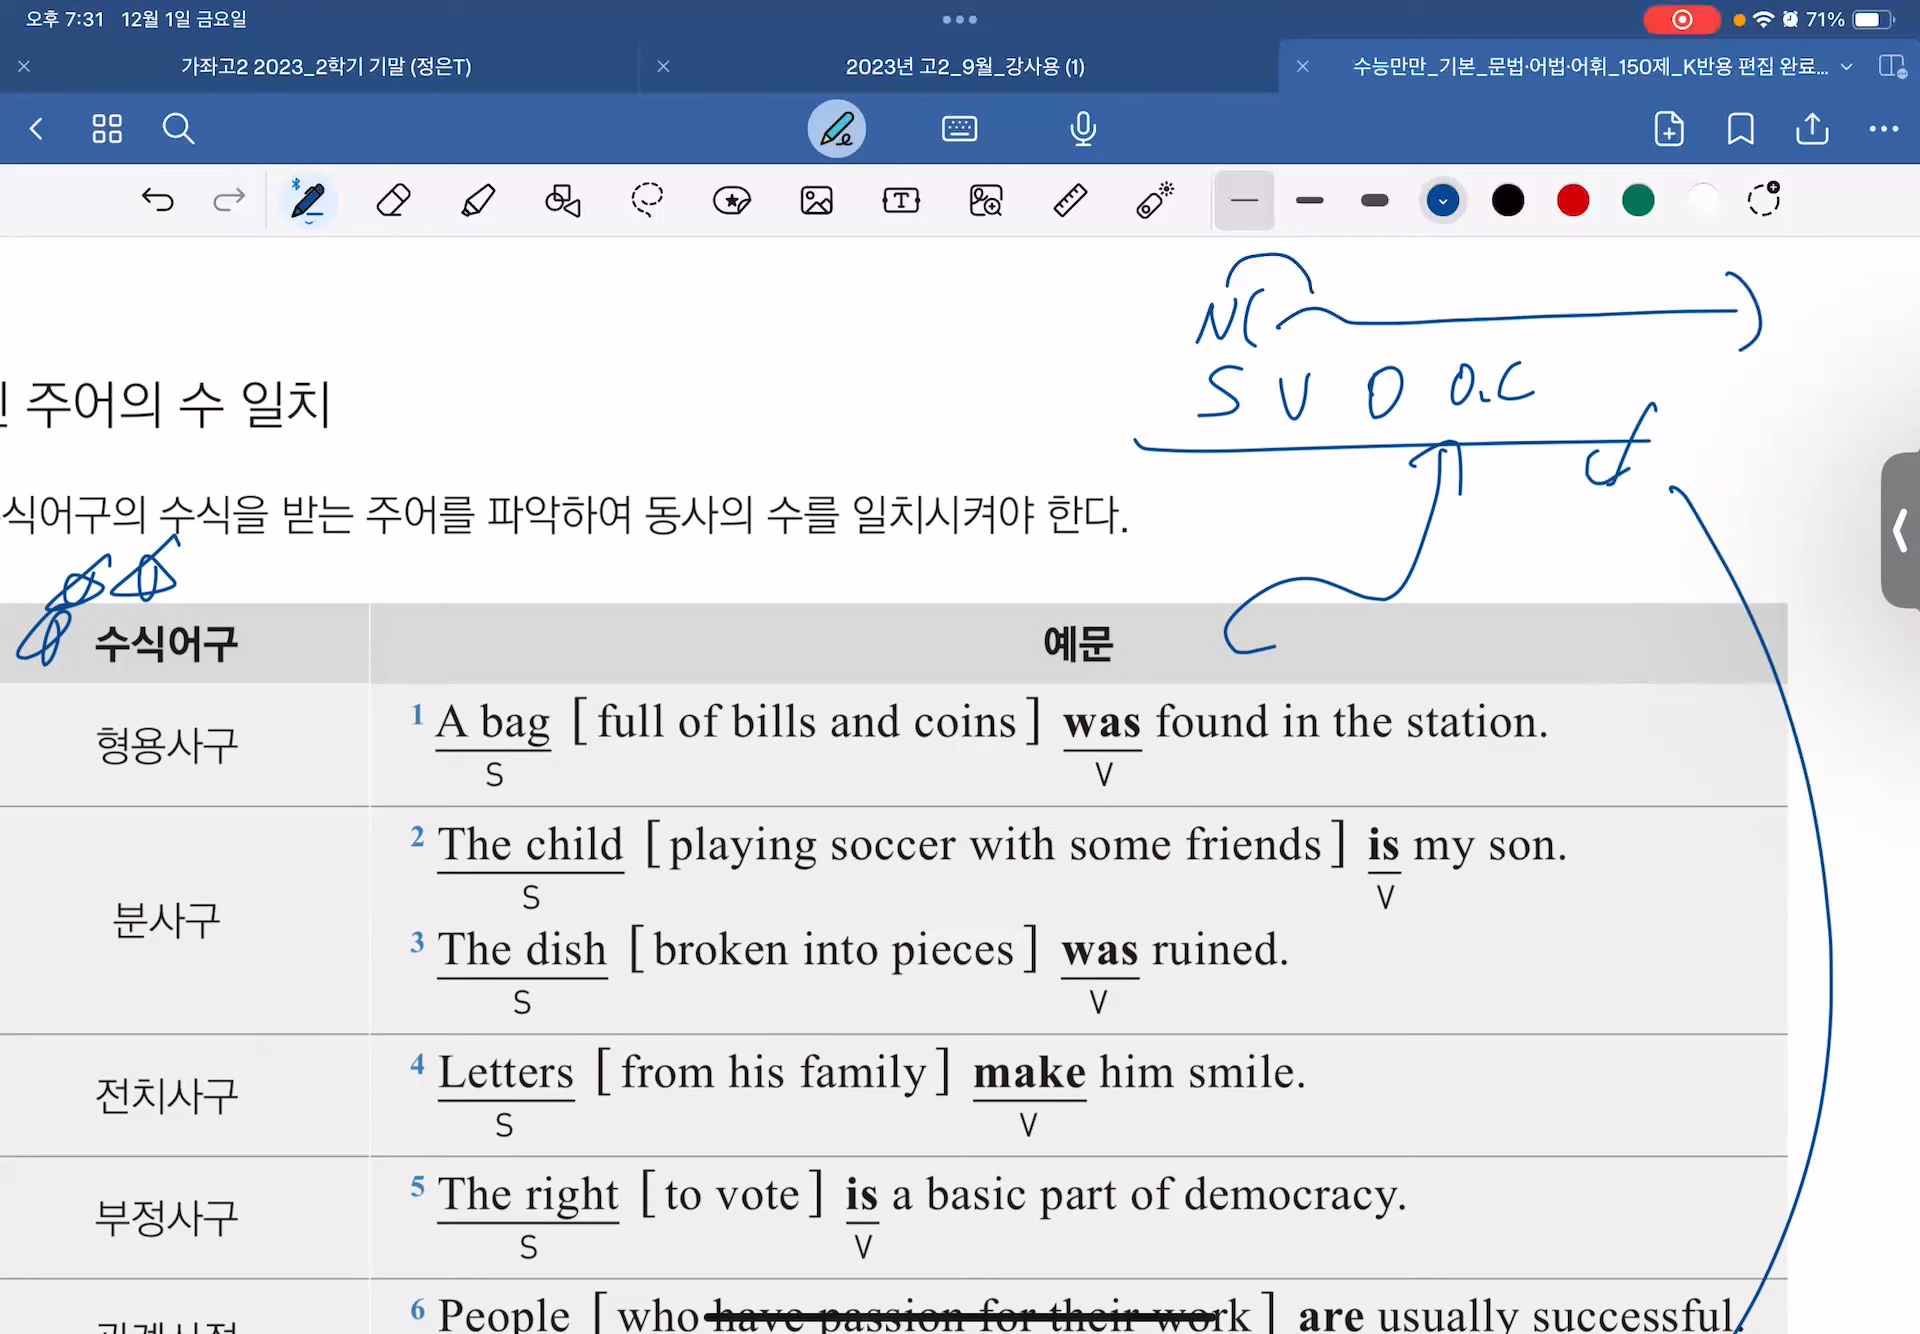 오후 7:31 12월 1일 금요일
71%
가좌고2 2023_2학기 기말 (정은T)
2023년 고2_9월_강사용 (1)
수능만만_기본_문법·어법·어휘_150제_K반용 편집 완료...
N(
S V O O.C
주어의 수 일치
식어구의 수식을 받는 주어를 파악하여 동사의 수를 일치시켜야 한다.
수식어구 예문
형용사구
1 A bag [full of bills and coins] was found in the station.
S V
분사구
2 The child [playing soccer with some friends] is my son.
S V
3 The dish [broken into pieces] was ruined.
S V
전치사구
4 Letters [from his family] make him smile.
S V
부정사구
5 The right [to vote] is a basic part of democracy.
S V
6 People [who have passion for their work] are usually successful.